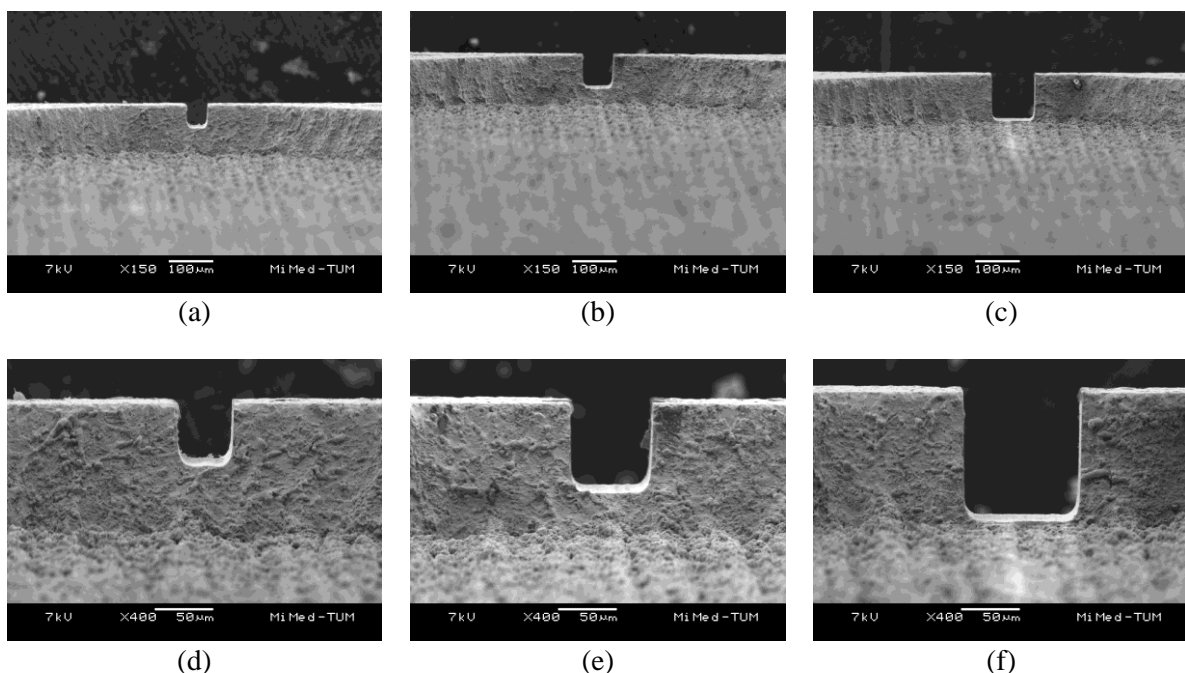 7kV X150 100µm MiMed-TUM
7kV X150 100µm MiMed-TUM
7kV X150 100µm MiMed-TUM
(a)
(b)
(c)
7kV X400 50µm MiMed-TUM
7kV X400 50µm MiMed-TUM
7kV X400 50µm MiMed-TUM
(d)
(e)
(f)